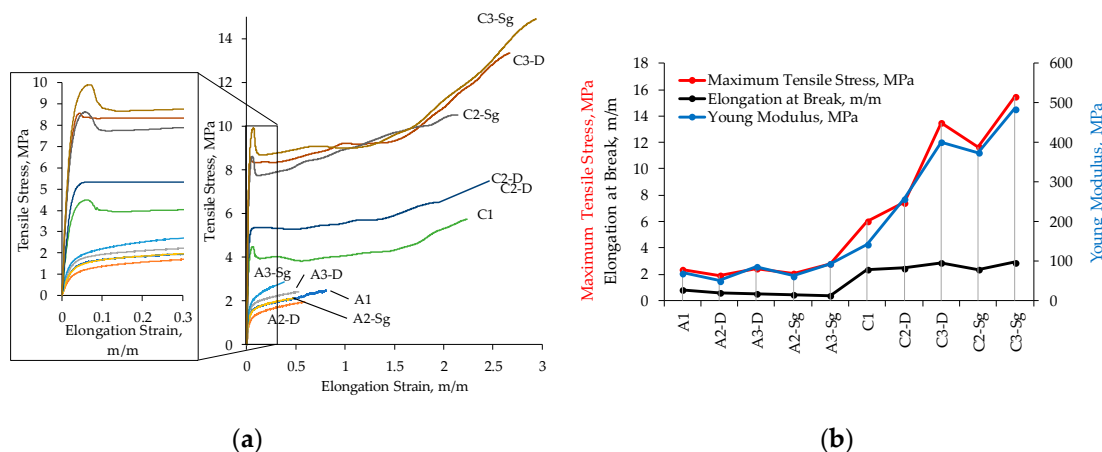 (a)
Tensile Stress, MPa
10
9
8
7
6
5
4
3
2
1
0
0
0.1
0.2
0.3
Elongation Strain,
m/m
Tensile Stress, MPa
14
12
10
8
6
4
2
0
0
0.5
1
1.5
2
2.5
3
Elongation Strain, m/m
C3-Sg
C3-D
C2-Sg
C2-D
C2-D
C1
A3-Sg
A3-D
A1
A2-D
A2-Sg
(a)
(b)
Maximum Tensile Stress, MPa
Elongation at Break, m/m
18
16
14
12
10
8
6
4
2
0
Maximum Tensile Stress, MPa
Elongation at Break, m/m
Young Modulus, MPa
600
500
400
300
200
100
0
Young Modulus, MPa
A1
A2-D
A3-D
A2-Sg
A3-Sg
C1
C2-D
C3-D
C2-Sg
C3-Sg
(b)